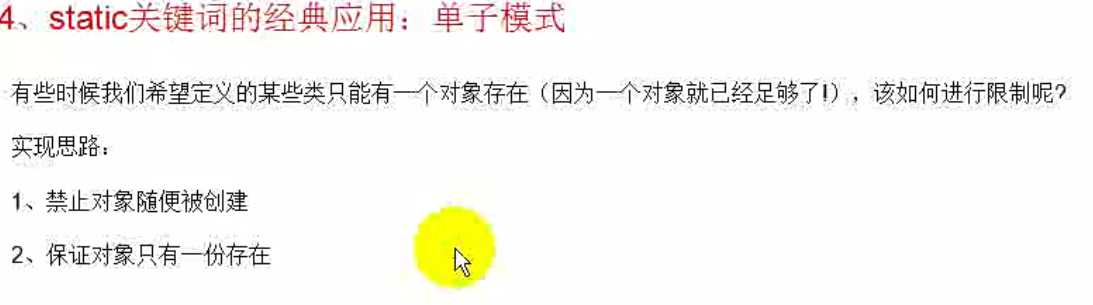 4、static关键词的经典应用：单子模式
有些时候我们希望定义的某些类只能有一个对象存在（因为一个对象就已经足够了!），该如何进行限制呢?
实现思路：
1、禁止对象随便被创建
2、保证对象只有一份存在